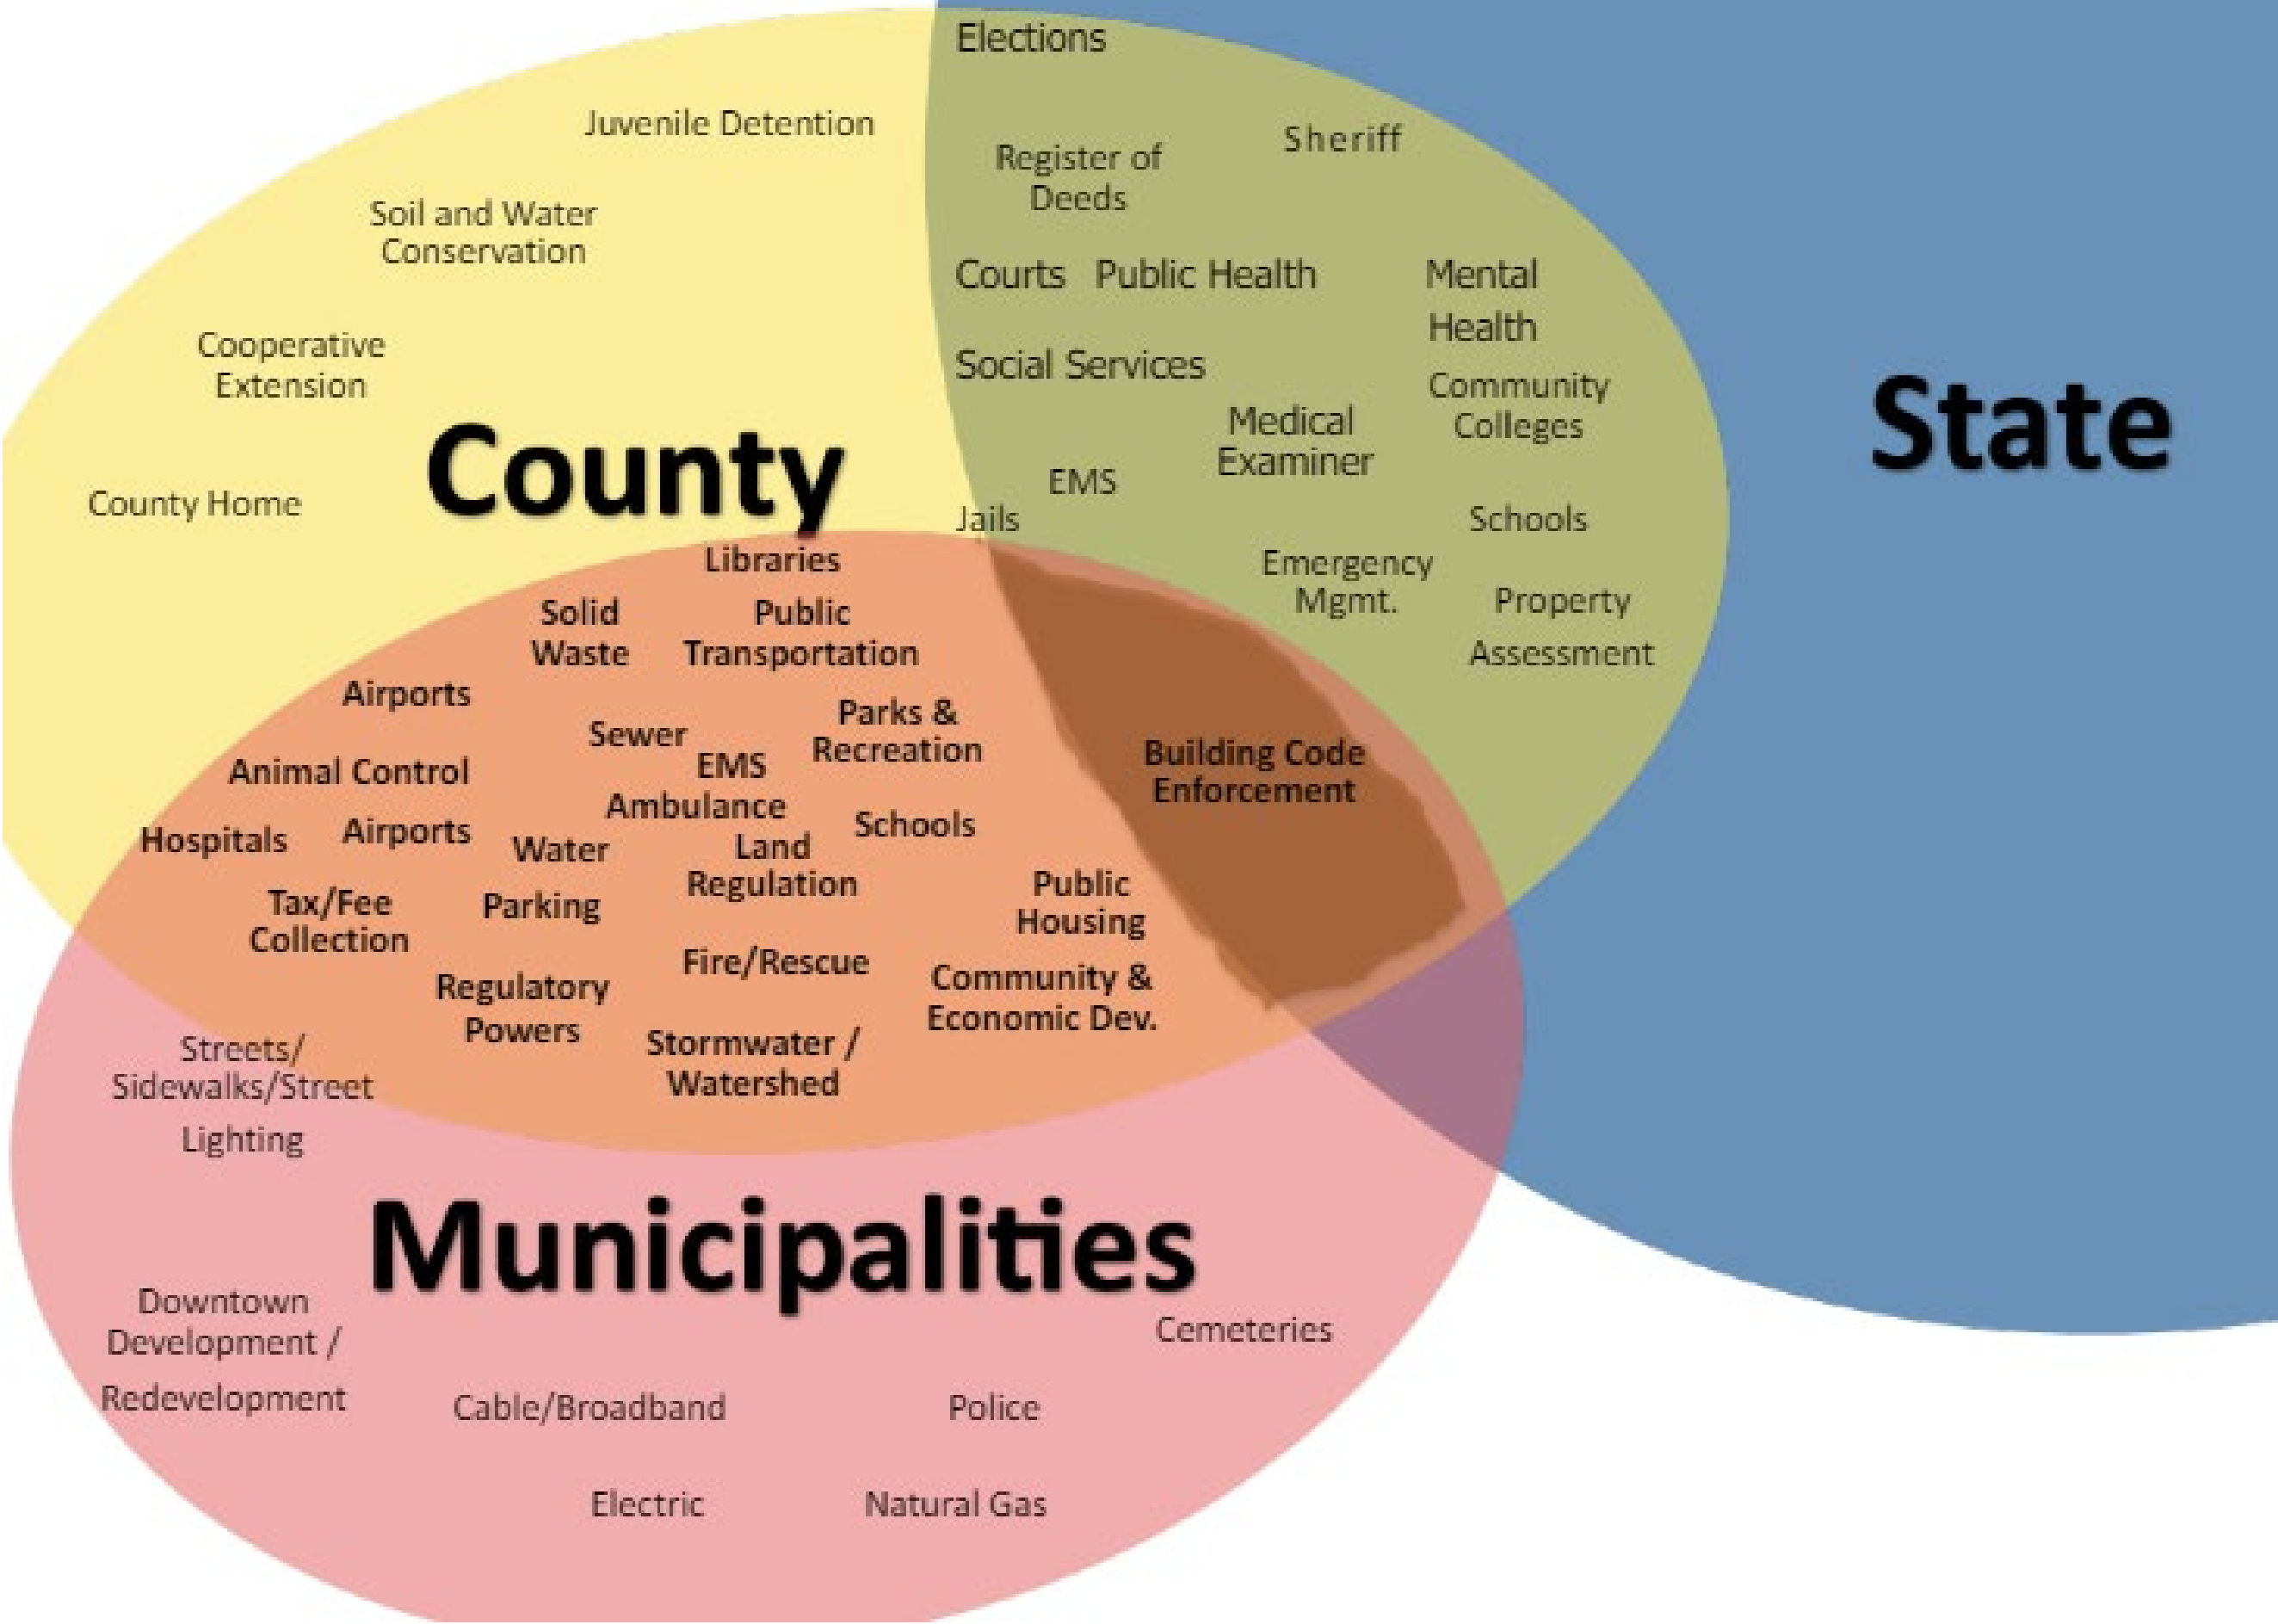 Elections
Juvenile Detention
Sheriff
Register of
Deeds
Soil and Water
Conservation
Courts Public Health
Mental
Health
Cooperative
Extension
Social Services
Community
Colleges
Medical
Examiner
State
County
EMS
County Home
Jails
Schools
Libraries
Emergency
Mgmt.
Property
Assessment
Solid
Waste
Public
Transportation
Airports
Parks &
Recreation
Sewer
Building Code
Enforcement
Animal Control
EMS
Ambulance
Hospitals
Airports
Water
Land
Regulation
Schools
Tax/Fee
Collection
Parking
Public
Housing
Fire/Rescue
Community &
Economic Dev.
Regulatory
Powers
Stormwater /
Watershed
Streets/
Sidewalks/Street
Lighting
Municipalities
Downtown
Development /
Redevelopment
Cemeteries
Cable/Broadband
Police
Electric
Natural Gas